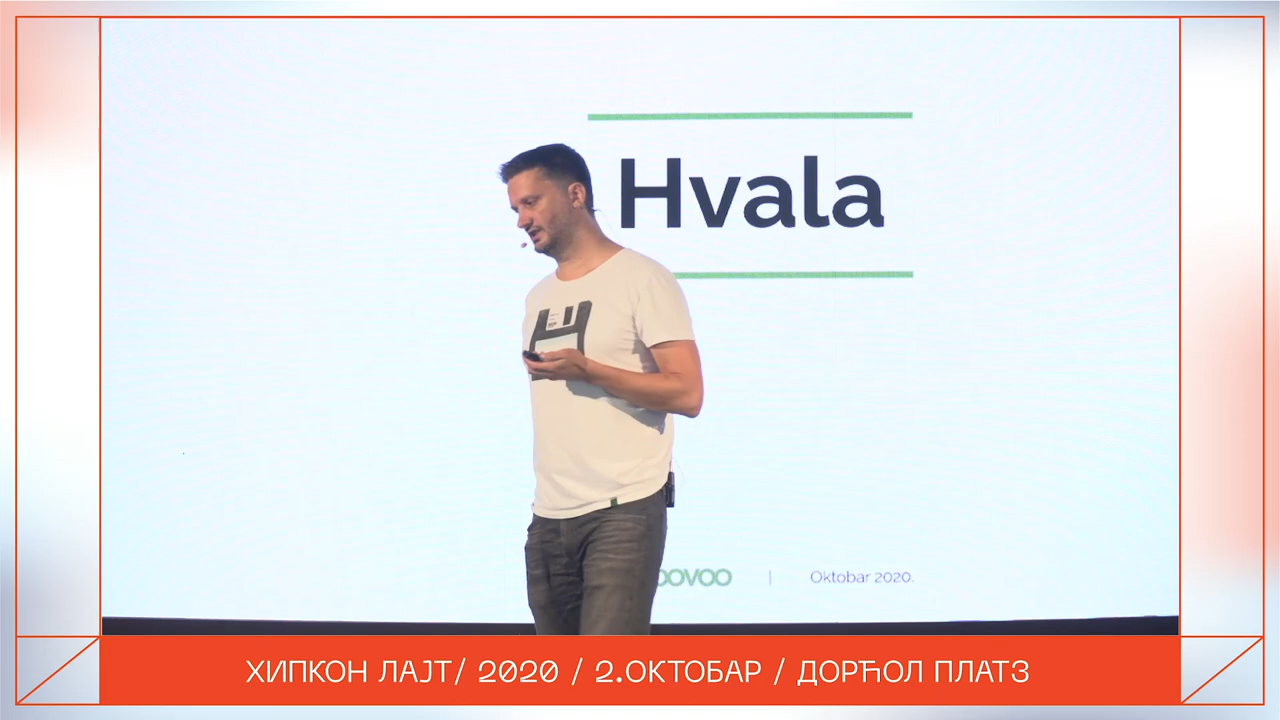 Hvala
Oktobar 2020.
ХИПКОН ЛАЈТ/ 2020 / 2.ОКТОБАР / ДОРЋОЛ ПЛАТЗ